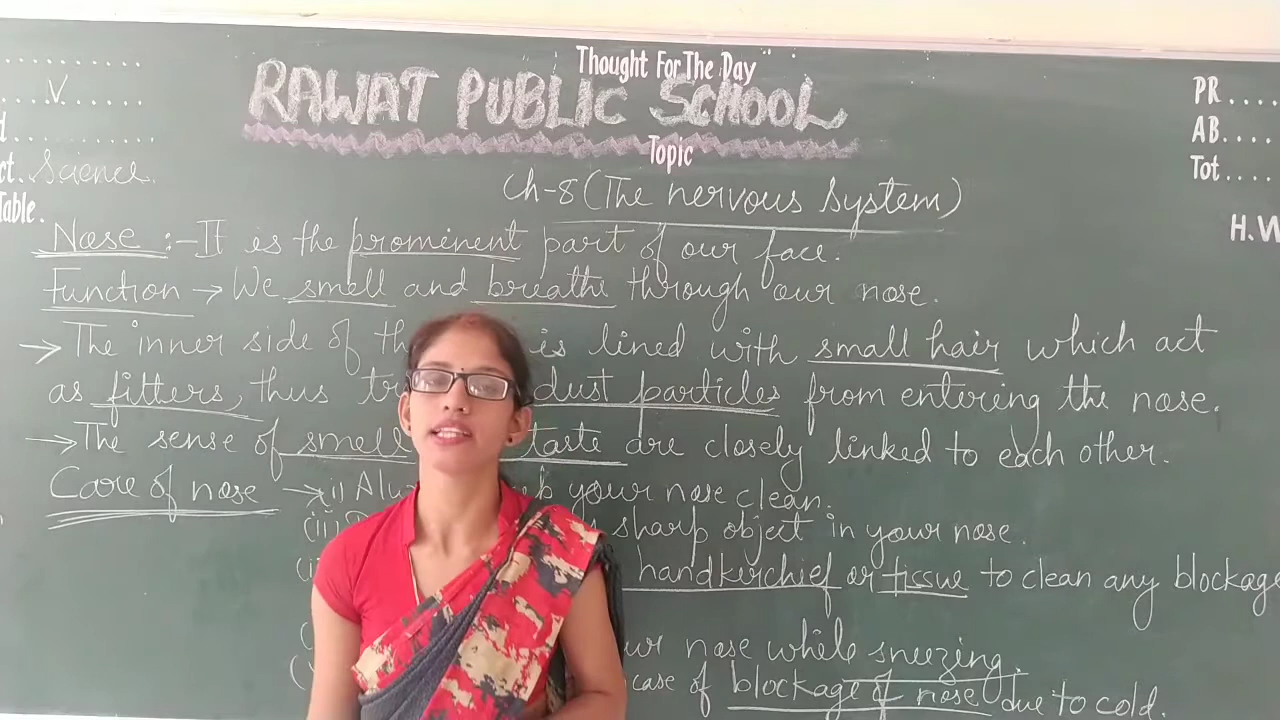 Thought For The Day
RAWAT PUBLIC SCHOOL
V
PR....
AB....
Tot....
Topic
Science
Table.
Ch-8 (The nervous system)
H.W
Nose :- It is the prominent part of our face.
Function → We smell and breathe through our nose.
→ The inner side of is lined with small hair which act
as filters, thus dust particles from entering the nose.
→ The sense of smell taste are closely linked to each other.
Care of nose → i) your nose clean.
(ii) sharp object in your nose.
handkerchief or tissue to clean any blockage
nose while sneezing.
case of blockage of nose due to cold.